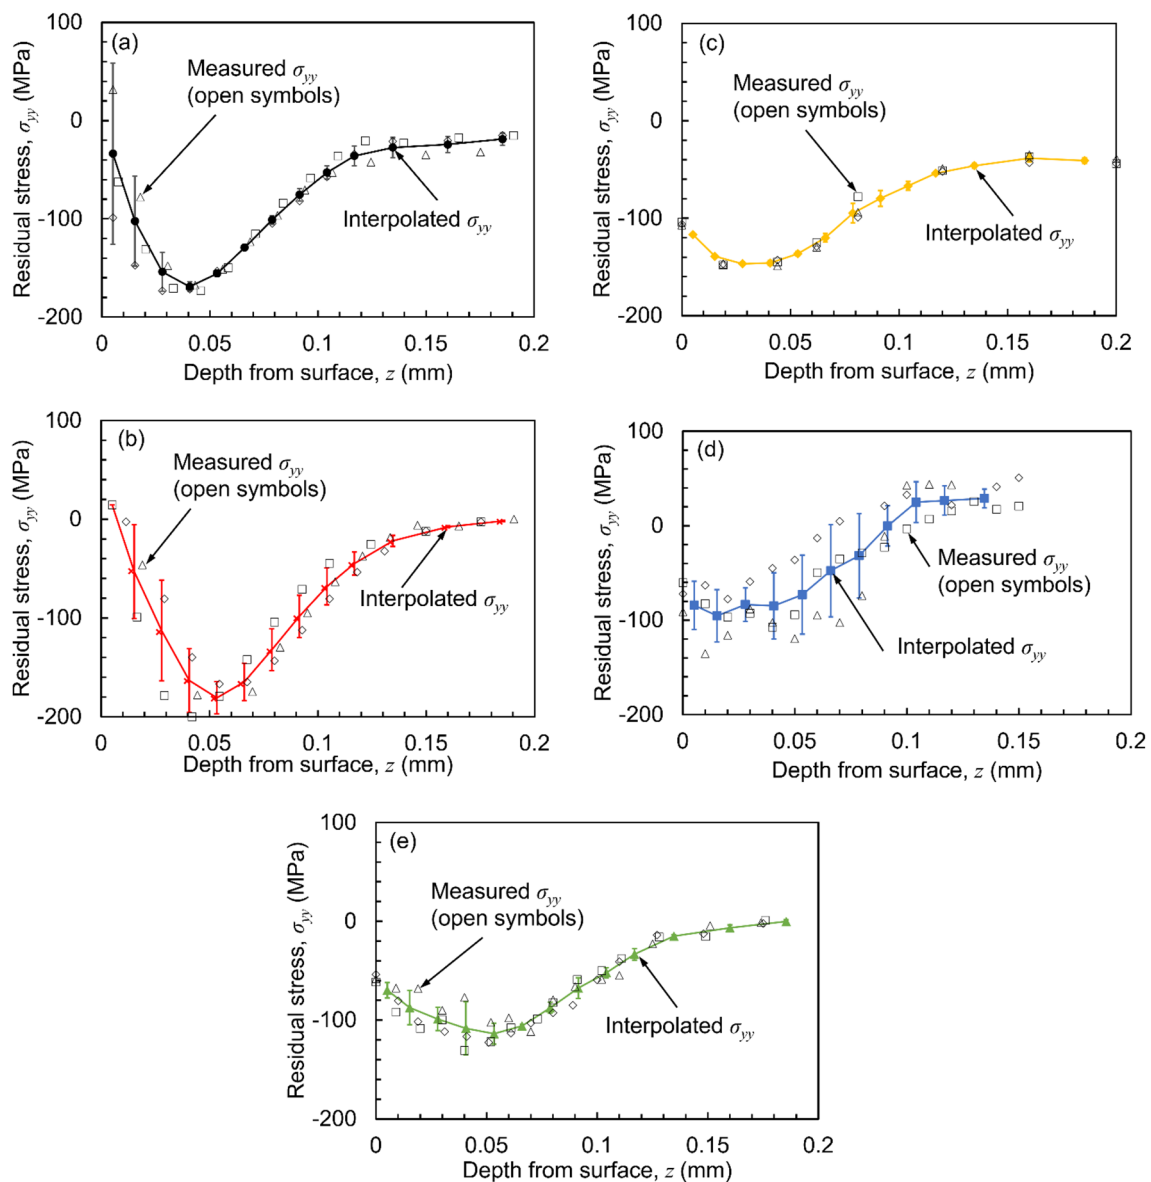 (a)
Residual stress, σyy (MPa)
100
0
-100
-200
Measured σyy
(open symbols)
Interpolated σyy
0 0.05 0.1 0.15 0.2
Depth from surface, z (mm)
(c)
Residual stress, σyy (MPa)
100
0
-100
-200
Measured σyy
(open symbols)
Interpolated σyy
0 0.05 0.1 0.15 0.2
Depth from surface, z (mm)
(b)
Residual stress, σyy (MPa)
100
0
-100
-200
Measured σyy
(open symbols)
Interpolated σyy
0 0.05 0.1 0.15 0.2
Depth from surface, z (mm)
(d)
Residual stress, σyy (MPa)
100
0
-100
-200
Measured σyy
(open symbols)
Interpolated σyy
0 0.05 0.1 0.15 0.2
Depth from surface, z (mm)
(e)
Residual stress, σyy (MPa)
100
0
-100
-200
Measured σyy
(open symbols)
Interpolated σyy
0 0.05 0.1 0.15 0.2
Depth from surface, z (mm)